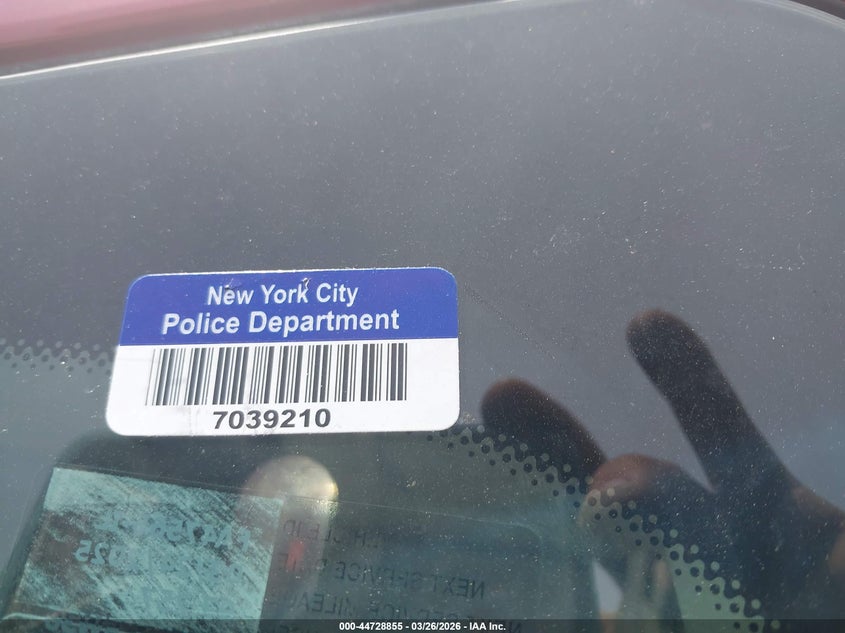 New York City
Police Department
7039210
NEXT SERVICE
000-44728855 | 03/26/2026 - IAA Inc.